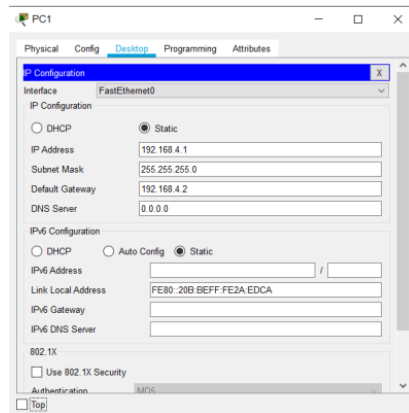 PC1
Physical Config Desktop Programming Attributes
IP Configuration X
Interface FastEthernet0
IP Configuration
DHCP Static
IP Address 192.168.4.1
Subnet Mask 255.255.255.0
Default Gateway 192.168.4.2
DNS Server 0.0.0.0
IPv6 Configuration
DHCP Auto Config Static
IPv6 Address /
Link Local Address FE80::20B:BEFF:FE2A:EDCA
IPv6 Gateway
IPv6 DNS Server
802.1X
Use 802.1X Security
Authentication MD5
Top